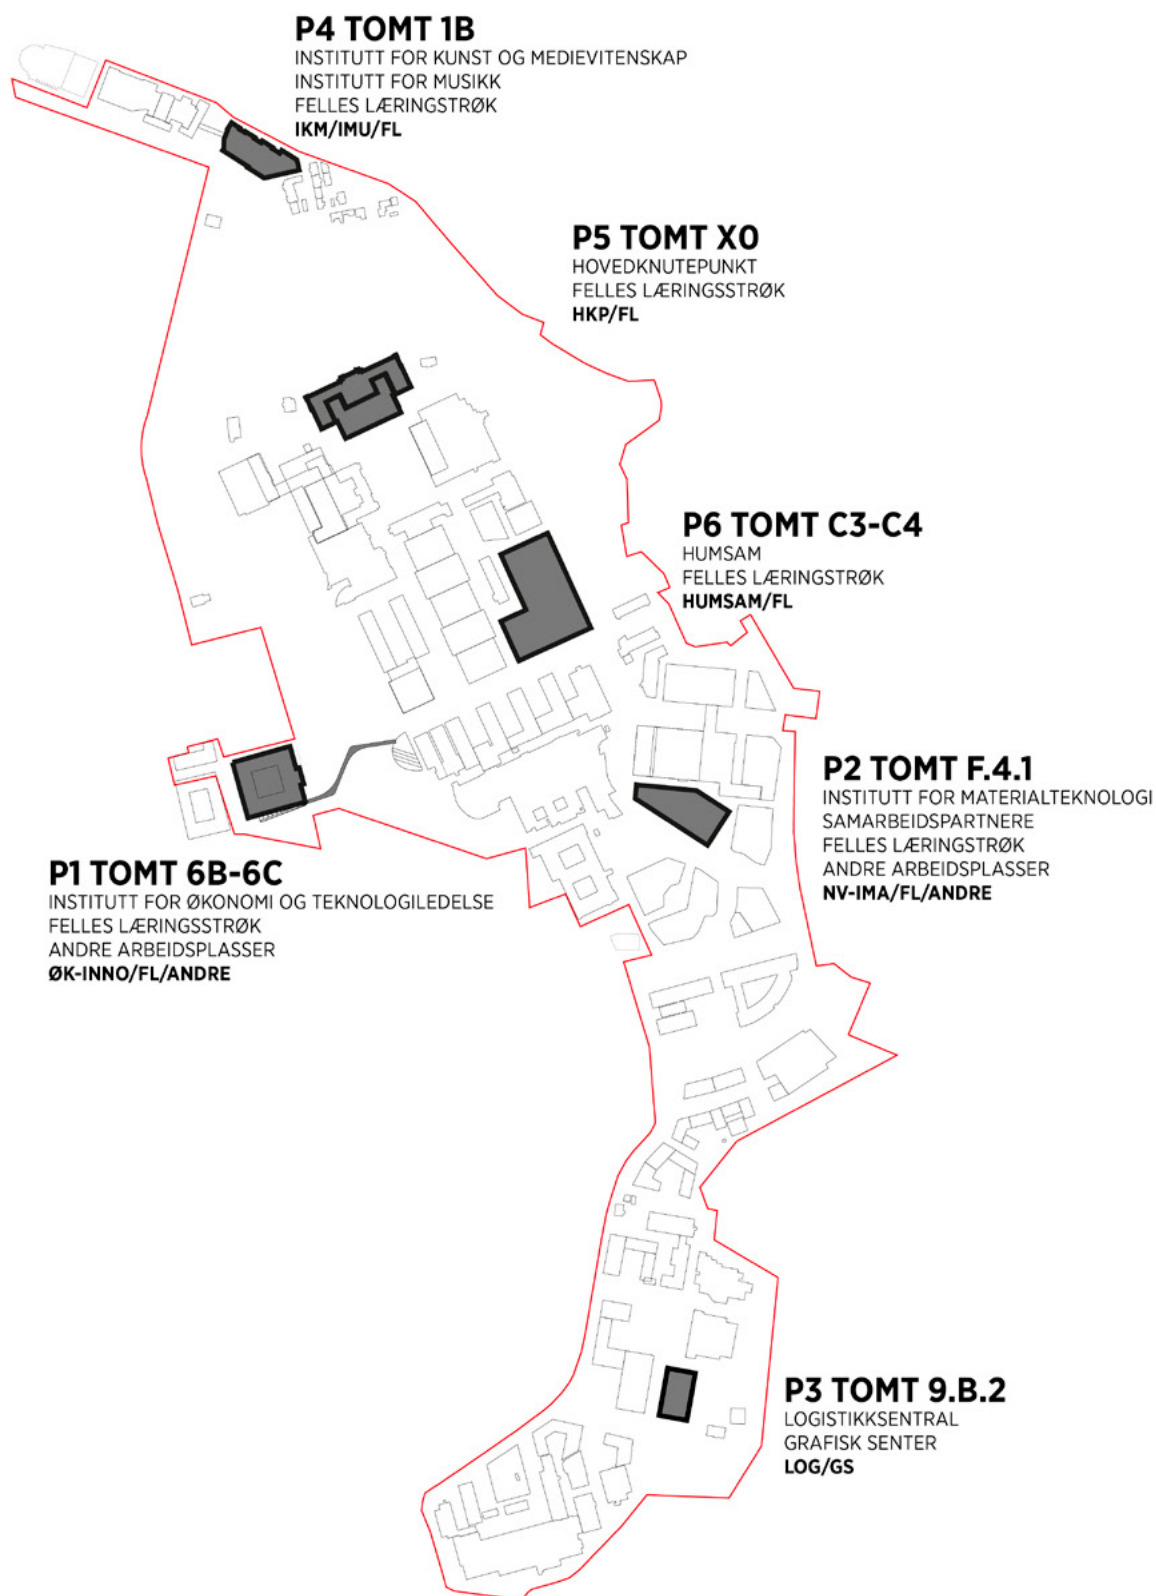 P4 TOMT 1B
INSTITUTT FOR KUNST OG MEDIEVITENSKAP
INSTITUTT FOR MUSIKK
FELLES LÆRINGSTRØK
IKM/IMU/FL
P5 TOMT X0
HOVEDKNUTEPUNKT
FELLES LÆRINGSSTRØK
HKP/FL
P6 TOMT C3-C4
HUMSAM
FELLES LÆRINGSTRØK
HUMSAM/FL
P2 TOMT F.4.1
INSTITUTT FOR MATERIALTEKNOLOGI
SAMARBEIDSPARTNERE
FELLES LÆRINGSTRØK
ANDRE ARBEIDSPLASSER
NV-IMA/FL/ANDRE
P1 TOMT 6B-6C
INSTITUTT FOR ØKONOMI OG TEKNOLOGILEDELSE
FELLES LÆRINGSSTRØK
ANDRE ARBEIDSPLASSER
ØK-INNO/FL/ANDRE
P3 TOMT 9.B.2
LOGISTIKKSENTRAL
GRAFISK SENTER
LOG/GS